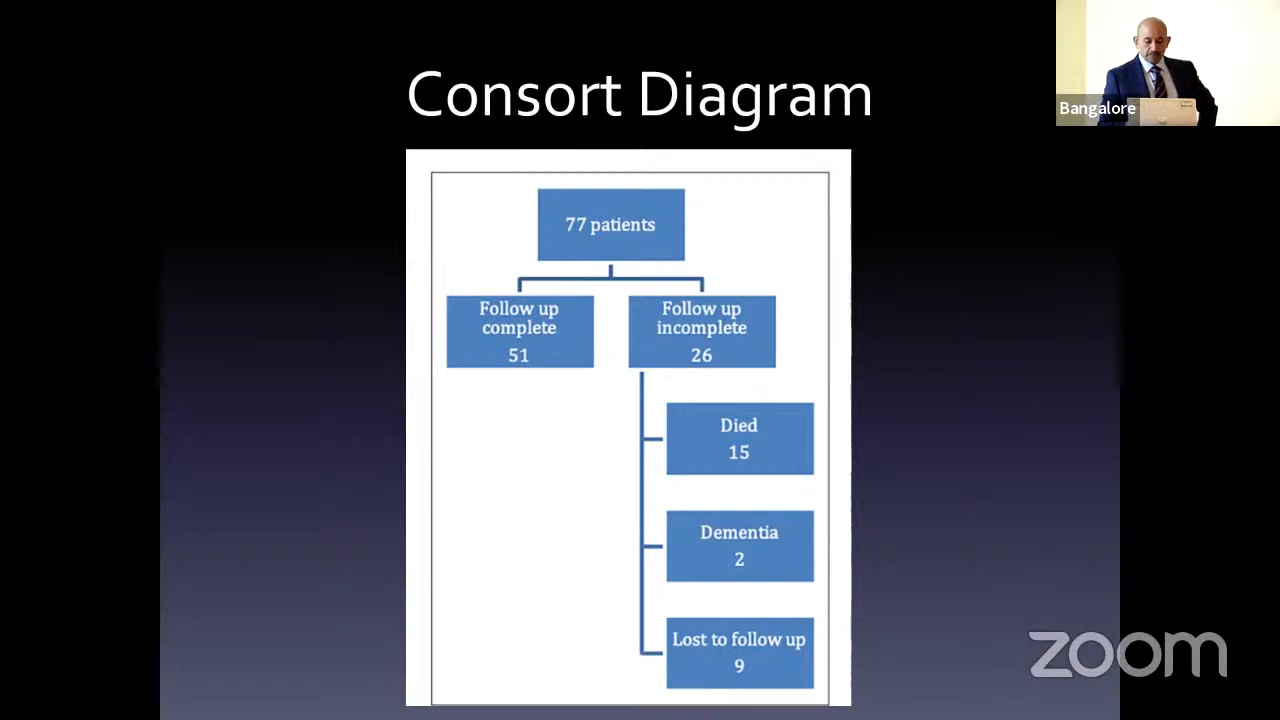 Consort Diagram
Bangalore
77 patients
Follow up
complete
51
Follow up
incomplete
26
Died
15
Dementia
2
Lost to follow up
9
zoom